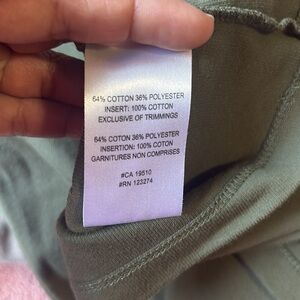 64% COTTON 36% POLYESTER
INSERT: 100% COTTON
EXCLUSIVE OF TRIMMINGS
64% COTON 36% POLYESTER
INSERTION: 100% COTON
GARNITURES NON COMPRISES
#CA 19510
#RN 123274